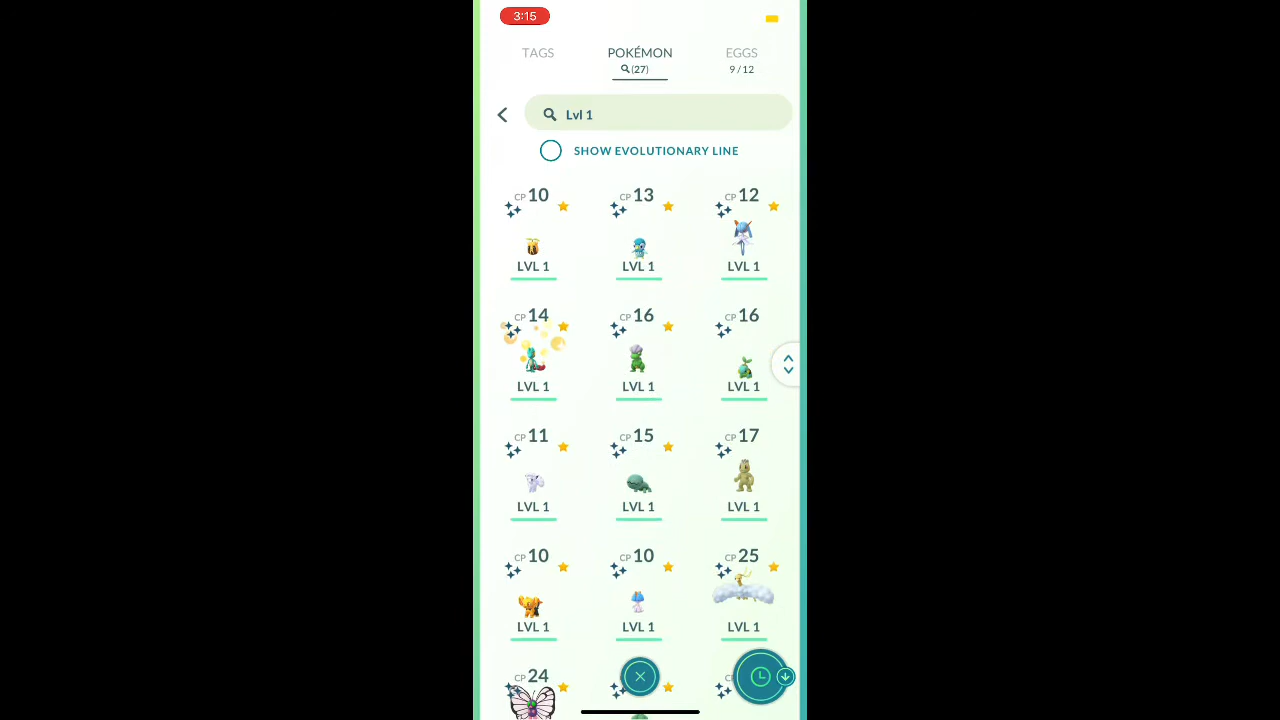 3:15
TAGS POKÉMON EGGS
(27) 9 / 12
Lvl 1
SHOW EVOLUTIONARY LINE
CP 10 CP 13 CP 12
LVL 1 LVL 1 LVL 1
CP 14 CP 16 CP 16
LVL 1 LVL 1 LVL 1
CP 11 CP 15 CP 17
LVL 1 LVL 1 LVL 1
CP 10 CP 10 CP 25
LVL 1 LVL 1 LVL 1
CP 24